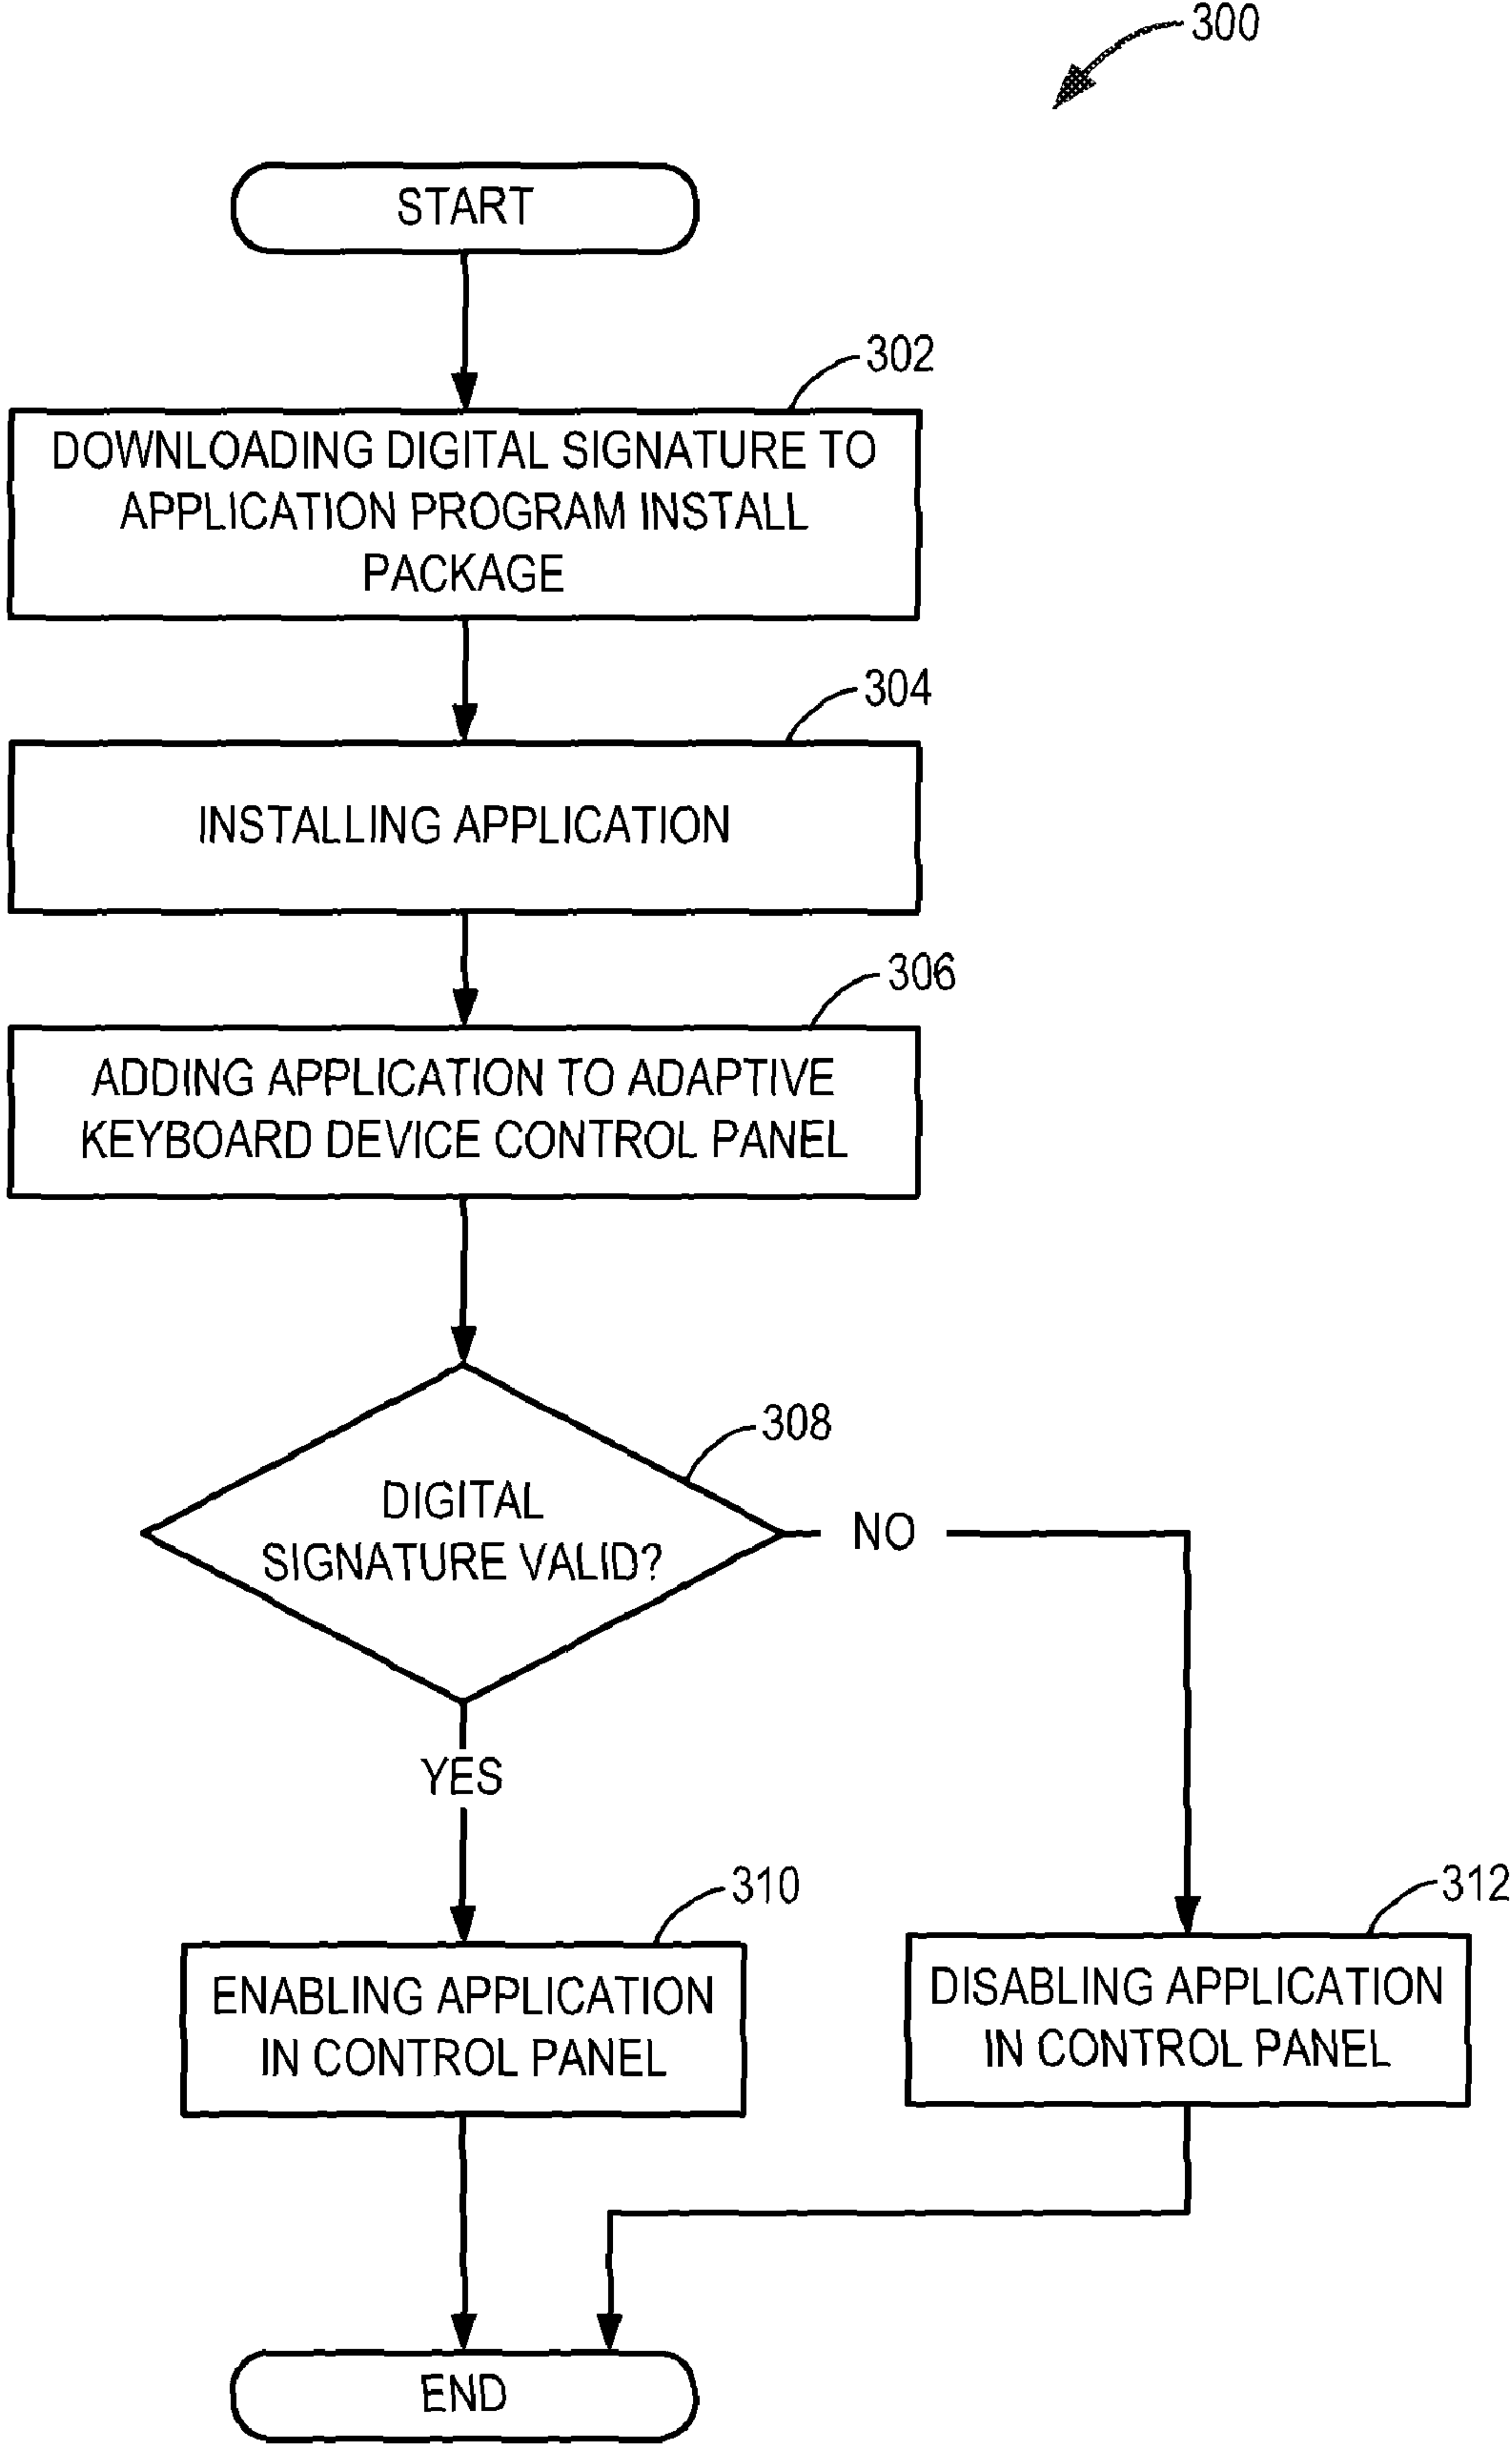 300
START
302
DOWNLOADING DIGITAL SIGNATURE TO
APPLICATION PROGRAM INSTALL
PACKAGE
304
INSTALLING APPLICATION
306
ADDING APPLICATION TO ADAPTIVE
KEYBOARD DEVICE CONTROL PANEL
308
DIGITAL
SIGNATURE VALID?
NO
YES
310
ENABLING APPLICATION
IN CONTROL PANEL
312
DISABLING APPLICATION
IN CONTROL PANEL
END